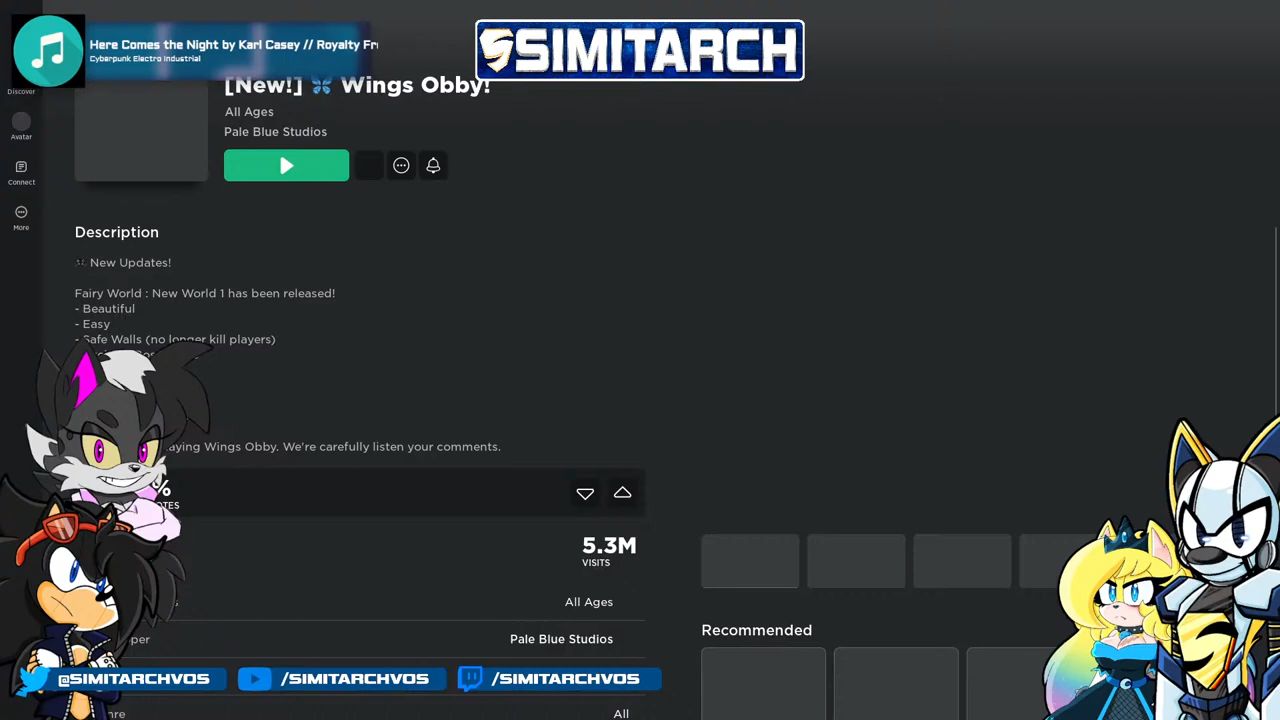 Here Comes the Night by Karl Casey // Royalty Fr
Cyberpunk Electro Industrial
SIMITARCH
Discover
[New!] 🦋 Wings Obby!
All Ages
Pale Blue Studios
Avatar
Connect
More
Description
New Updates!
Fairy World : New World 1 has been released!
- Beautiful
- Easy
- Safe Walls (no longer kill players)
aying Wings Obby. We're carefully listen your comments.
%
OTES
5.3M
VISITS
All Ages
per
Pale Blue Studios
Recommended
@SIMITARCHVOS
/SIMITARCHVOS
/SIMITARCHVOS
nre
All